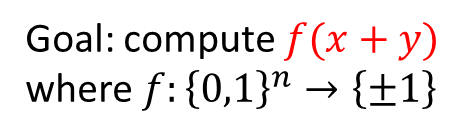 Goal: compute f(x + y)
where f: {0,1}ⁿ → {±1}